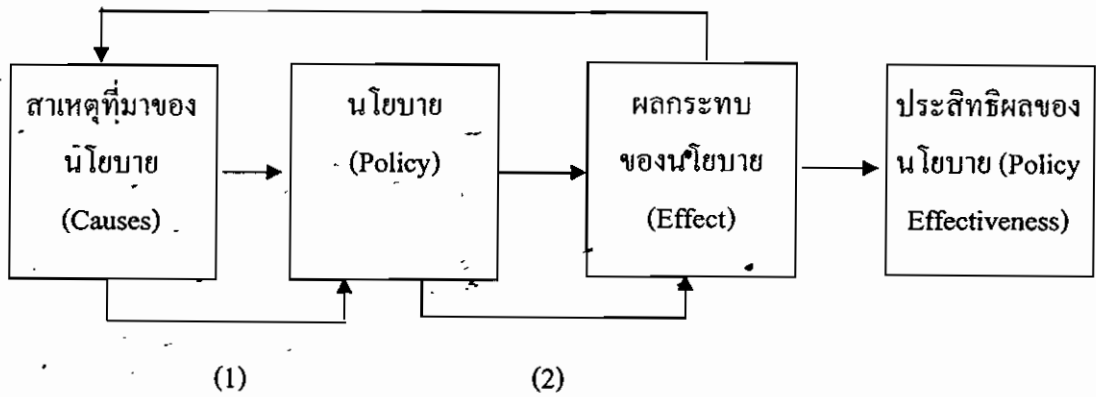 สาเหตุที่มาของ
นโยบาย
(Causes)
นโยบาย
(Policy)
ผลกระทบ
ของนโยบาย
(Effect)
ประสิทธิผลของ
นโยบาย (Policy
Effectiveness)
(1)
(2)